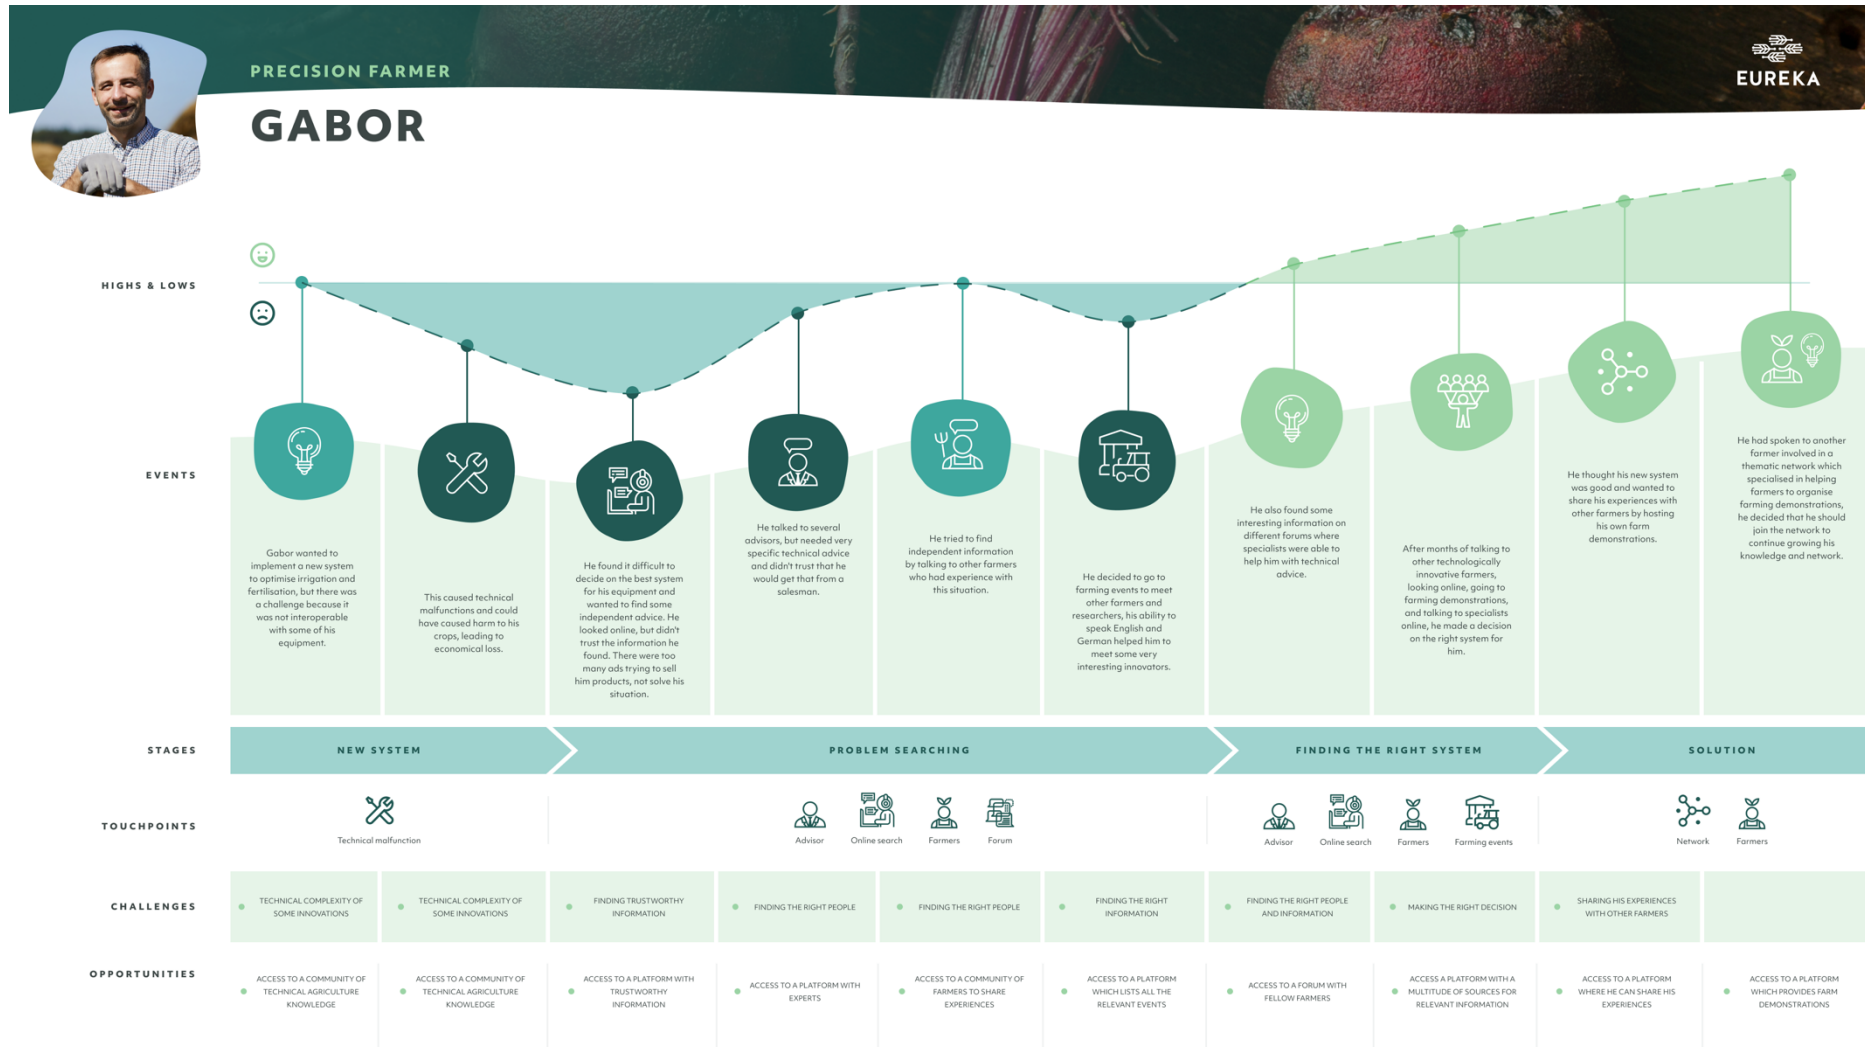 PRECISION FARMER
GABOR
EUREKA
HIGHS & LOWS
EVENTS
Gabor wanted to
implement a new system
to optimise irrigation and
fertilisation, but there was
a challenge because it
was not interoperable
with some of his
equipment.
This caused technical
malfunctions and could
have caused harm to his
crops, leading to
economical loss.
He found it difficult to
decide on the best system
for his equipment and
wanted to find some
independent advice. He
looked online, but didn't
trust the information he
found. There were too
many ads trying to sell
him products, not solve his
situation.
He talked to several
advisors, but needed very
specific technical advice
and didn't trust that he
would get that from a
salesman.
He tried to find
independent information
by talking to other farmers
who had experience with
this situation.
He decided to go to
farming events to meet
other farmers and
researchers, his ability to
speak English and
German helped him to
meet some very
interesting innovators.
He also found some
interesting information on
different forums where
specialists were able to
help him with technical
advice.
After months of talking to
other technologically
innovative farmers,
looking online, going to
farming demonstrations,
and talking to specialists
online, he made a decision
on the right system for
him.
He thought his new system
was good and wanted to
share his experiences with
other farmers by hosting
his own farm
demonstrations.
He had spoken to another
farmer involved in a
thematic network which
specialised in helping
farmers to organise
farming demonstrations,
he decided that he should
join the network to
continue growing his
knowledge and network.
STAGES
NEW SYSTEM
PROBLEM SEARCHING
FINDING THE RIGHT SYSTEM
SOLUTION
TOUCHPOINTS
Technical malfunction
Advisor
Online search
Farmers
Forum
Advisor
Online search
Farmers
Farming events
Network
Farmers
CHALLENGES
TECHNICAL COMPLEXITY OF
SOME INNOVATIONS
TECHNICAL COMPLEXITY OF
SOME INNOVATIONS
FINDING TRUSTWORTHY
INFORMATION
FINDING THE RIGHT PEOPLE
FINDING THE RIGHT PEOPLE
FINDING THE RIGHT
INFORMATION
FINDING THE RIGHT PEOPLE
AND INFORMATION
MAKING THE RIGHT DECISION
SHARING HIS EXPERIENCES
WITH OTHER FARMERS
OPPORTUNITIES
ACCESS TO A COMMUNITY OF
TECHNICAL AGRICULTURE
KNOWLEDGE
ACCESS TO A COMMUNITY OF
TECHNICAL AGRICULTURE
KNOWLEDGE
ACCESS TO A PLATFORM WITH
TRUSTWORTHY
INFORMATION
ACCESS TO A PLATFORM WITH
EXPERTS
ACCESS TO A COMMUNITY OF
FARMERS TO SHARE
EXPERIENCES
ACCESS TO A PLATFORM
WHICH LISTS ALL THE
RELEVANT EVENTS
ACCESS TO A FORUM WITH
FELLOW FARMERS
ACCESS A PLATFORM WITH A
MULTITUDE OF SOURCES FOR
RELEVANT INFORMATION
ACCESS TO A PLATFORM
WHERE HE CAN SHARE HIS
EXPERIENCES
ACCESS TO A PLATFORM
WHICH PROVIDES FARM
DEMONSTRATIONS